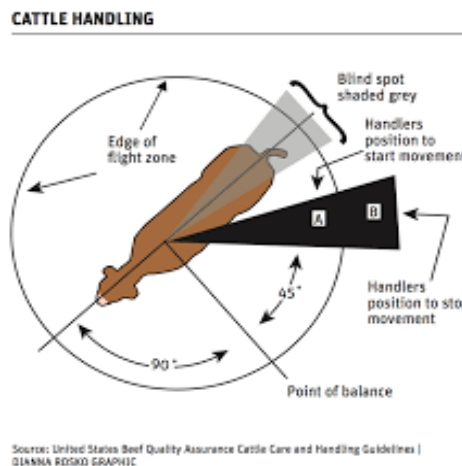 CATTLE HANDLING
Blind spot
shaded grey
Edge of
flight zone
Handlers
position to
start movement
A
B
45°
Handlers
position to sto
movement
90°
Point of balance
Source: United States Beef Quality Assurance Cattle Care and Handling Guidelines |
DIANNA ROSKO GRAPHIC